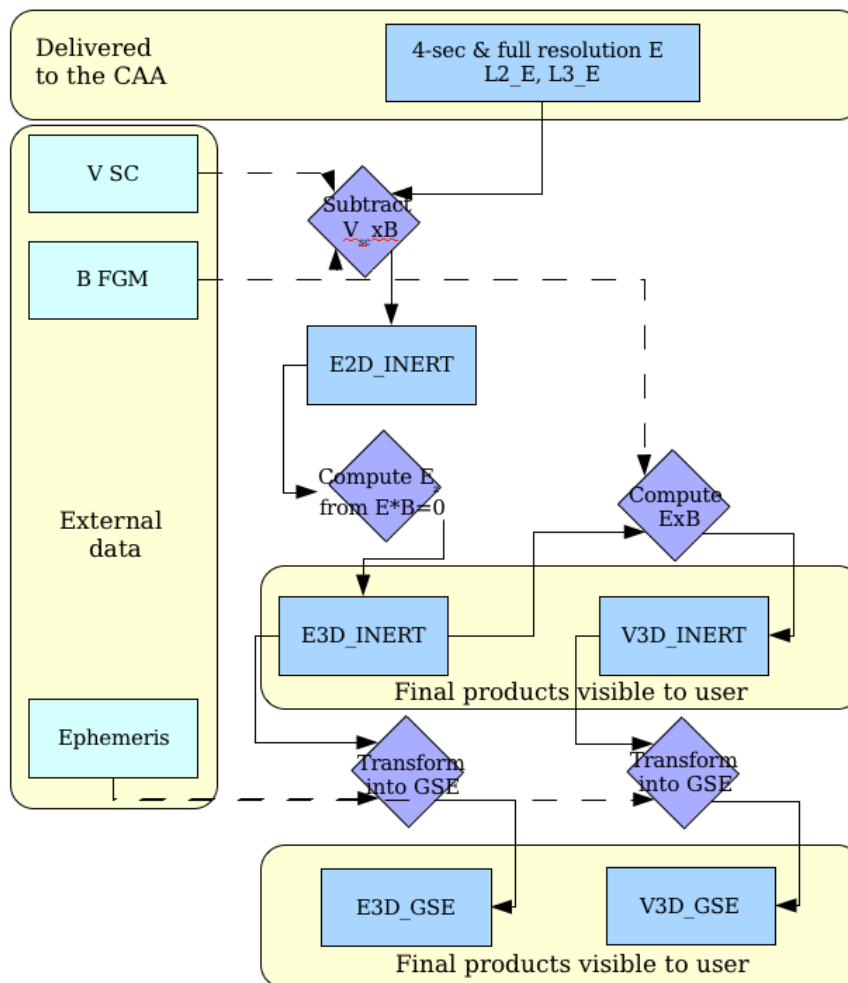 Delivered
to the CAA
4-sec & full resolution E
L2_E, L3_E
V SC
Subtract
V_xB
B FGM
E2D_INERT
Compute E
from E*B=0
Compute
ExB
External
data
E3D_INERT
V3D_INERT
Final products visible to user
Ephemeris
Transform
into GSE
Transform
into GSE
E3D_GSE
V3D_GSE
Final products visible to user